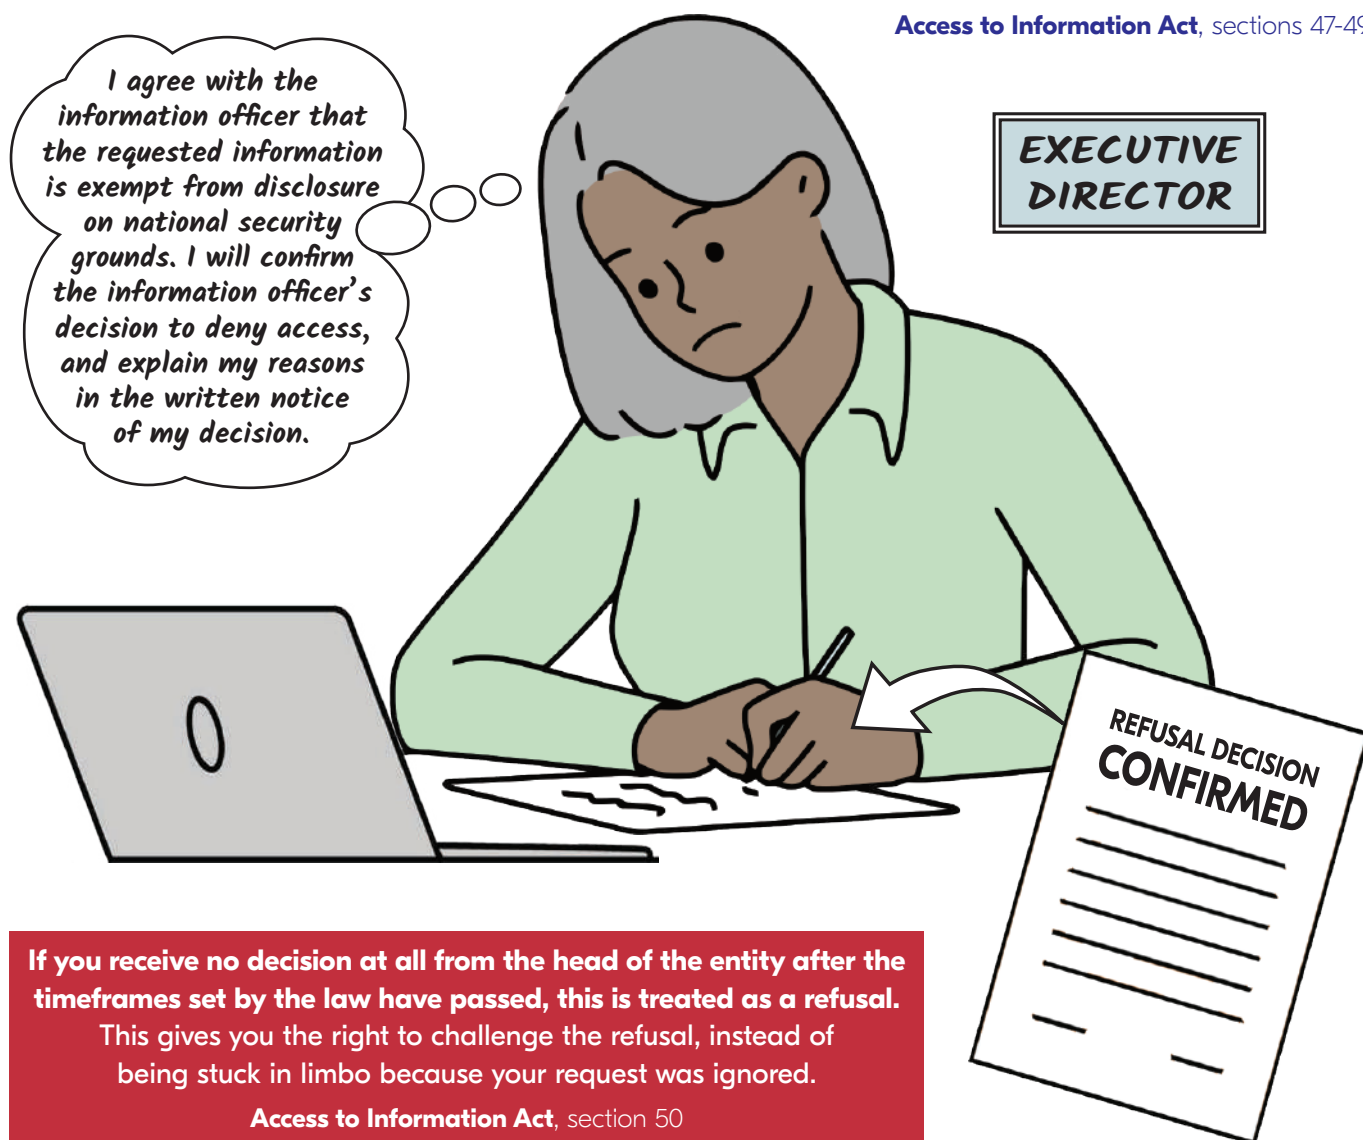 Access to Information Act, sections 47-49
I agree with the
information officer that
the requested information
is exempt from disclosure
on national security
grounds. I will confirm
the information officer’s
decision to deny access,
and explain my reasons
in the written notice
of my decision.
EXECUTIVE
DIRECTOR
REFUSAL DECISION
CONFIRMED
If you receive no decision at all from the head of the entity after the
timeframes set by the law have passed, this is treated as a refusal.
This gives you the right to challenge the refusal, instead of
being stuck in limbo because your request was ignored.
Access to Information Act, section 50